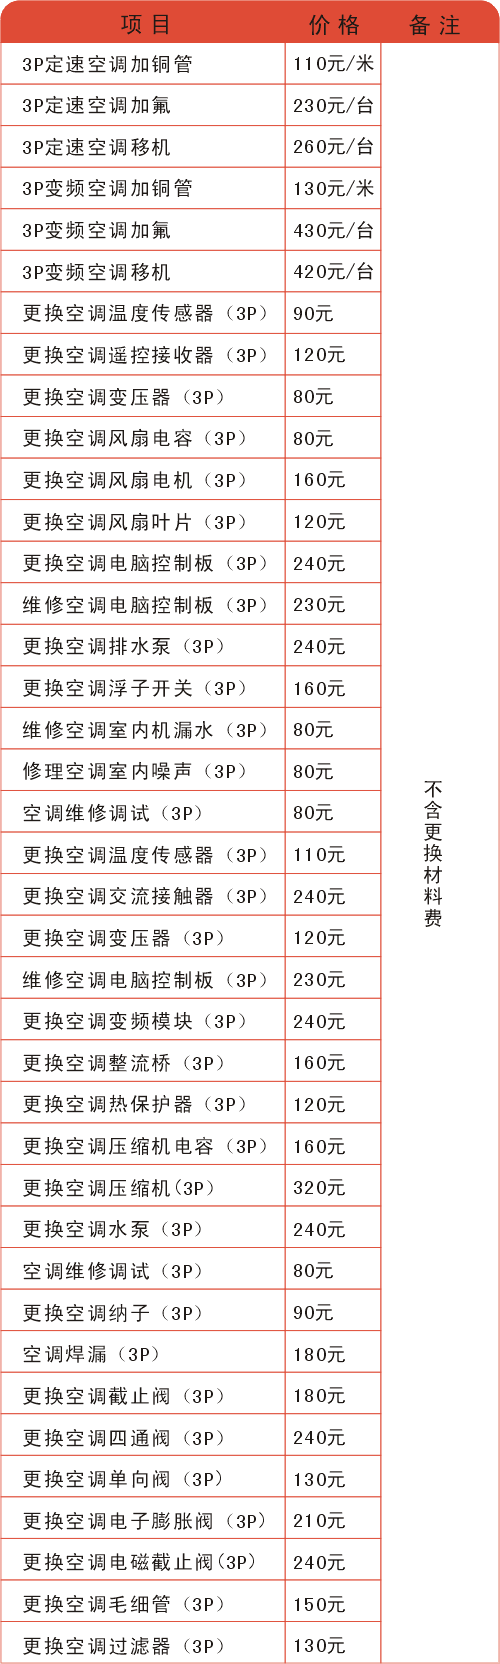 项目 价格 备注
3P定速空调加铜管 110元/米
3P定速空调加氟 230元/台
3P定速空调移机 260元/台
3P变频空调加铜管 130元/米
3P变频空调加氟 430元/台
3P变频空调移机 420元/台
更换空调温度传感器（3P） 90元
更换空调遥控接收器（3P） 120元
更换空调变压器（3P） 80元
更换空调风扇电容（3P） 80元
更换空调风扇电机（3P） 160元
更换空调风扇叶片（3P） 120元
更换空调电脑控制板（3P） 240元
维修空调电脑控制板（3P） 230元
更换空调排水泵（3P） 240元
更换空调浮子开关（3P） 160元
维修空调室内机漏水（3P） 80元
修理空调室内噪声（3P） 80元
空调维修调试（3P） 80元
更换空调温度传感器（3P） 110元
更换空调交流接触器（3P） 240元
更换空调变压器（3P） 120元
维修空调电脑控制板（3P） 230元
更换空调变频模块（3P） 240元
更换空调整流桥（3P） 160元
更换空调热保护器（3P） 120元
更换空调压缩机电容（3P） 160元
更换空调压缩机(3P） 320元
更换空调水泵（3P） 240元
空调维修调试（3P） 80元
更换空调纳子（3P） 90元
空调焊漏（3P） 180元
更换空调截止阀（3P） 180元
更换空调四通阀（3P） 240元
更换空调单向阀（3P） 130元
更换空调电子膨胀阀（3P） 210元
更换空调电磁截止阀(3P） 240元
更换空调毛细管（3P） 150元
更换空调过滤器（3P） 130元
不含更换材料费